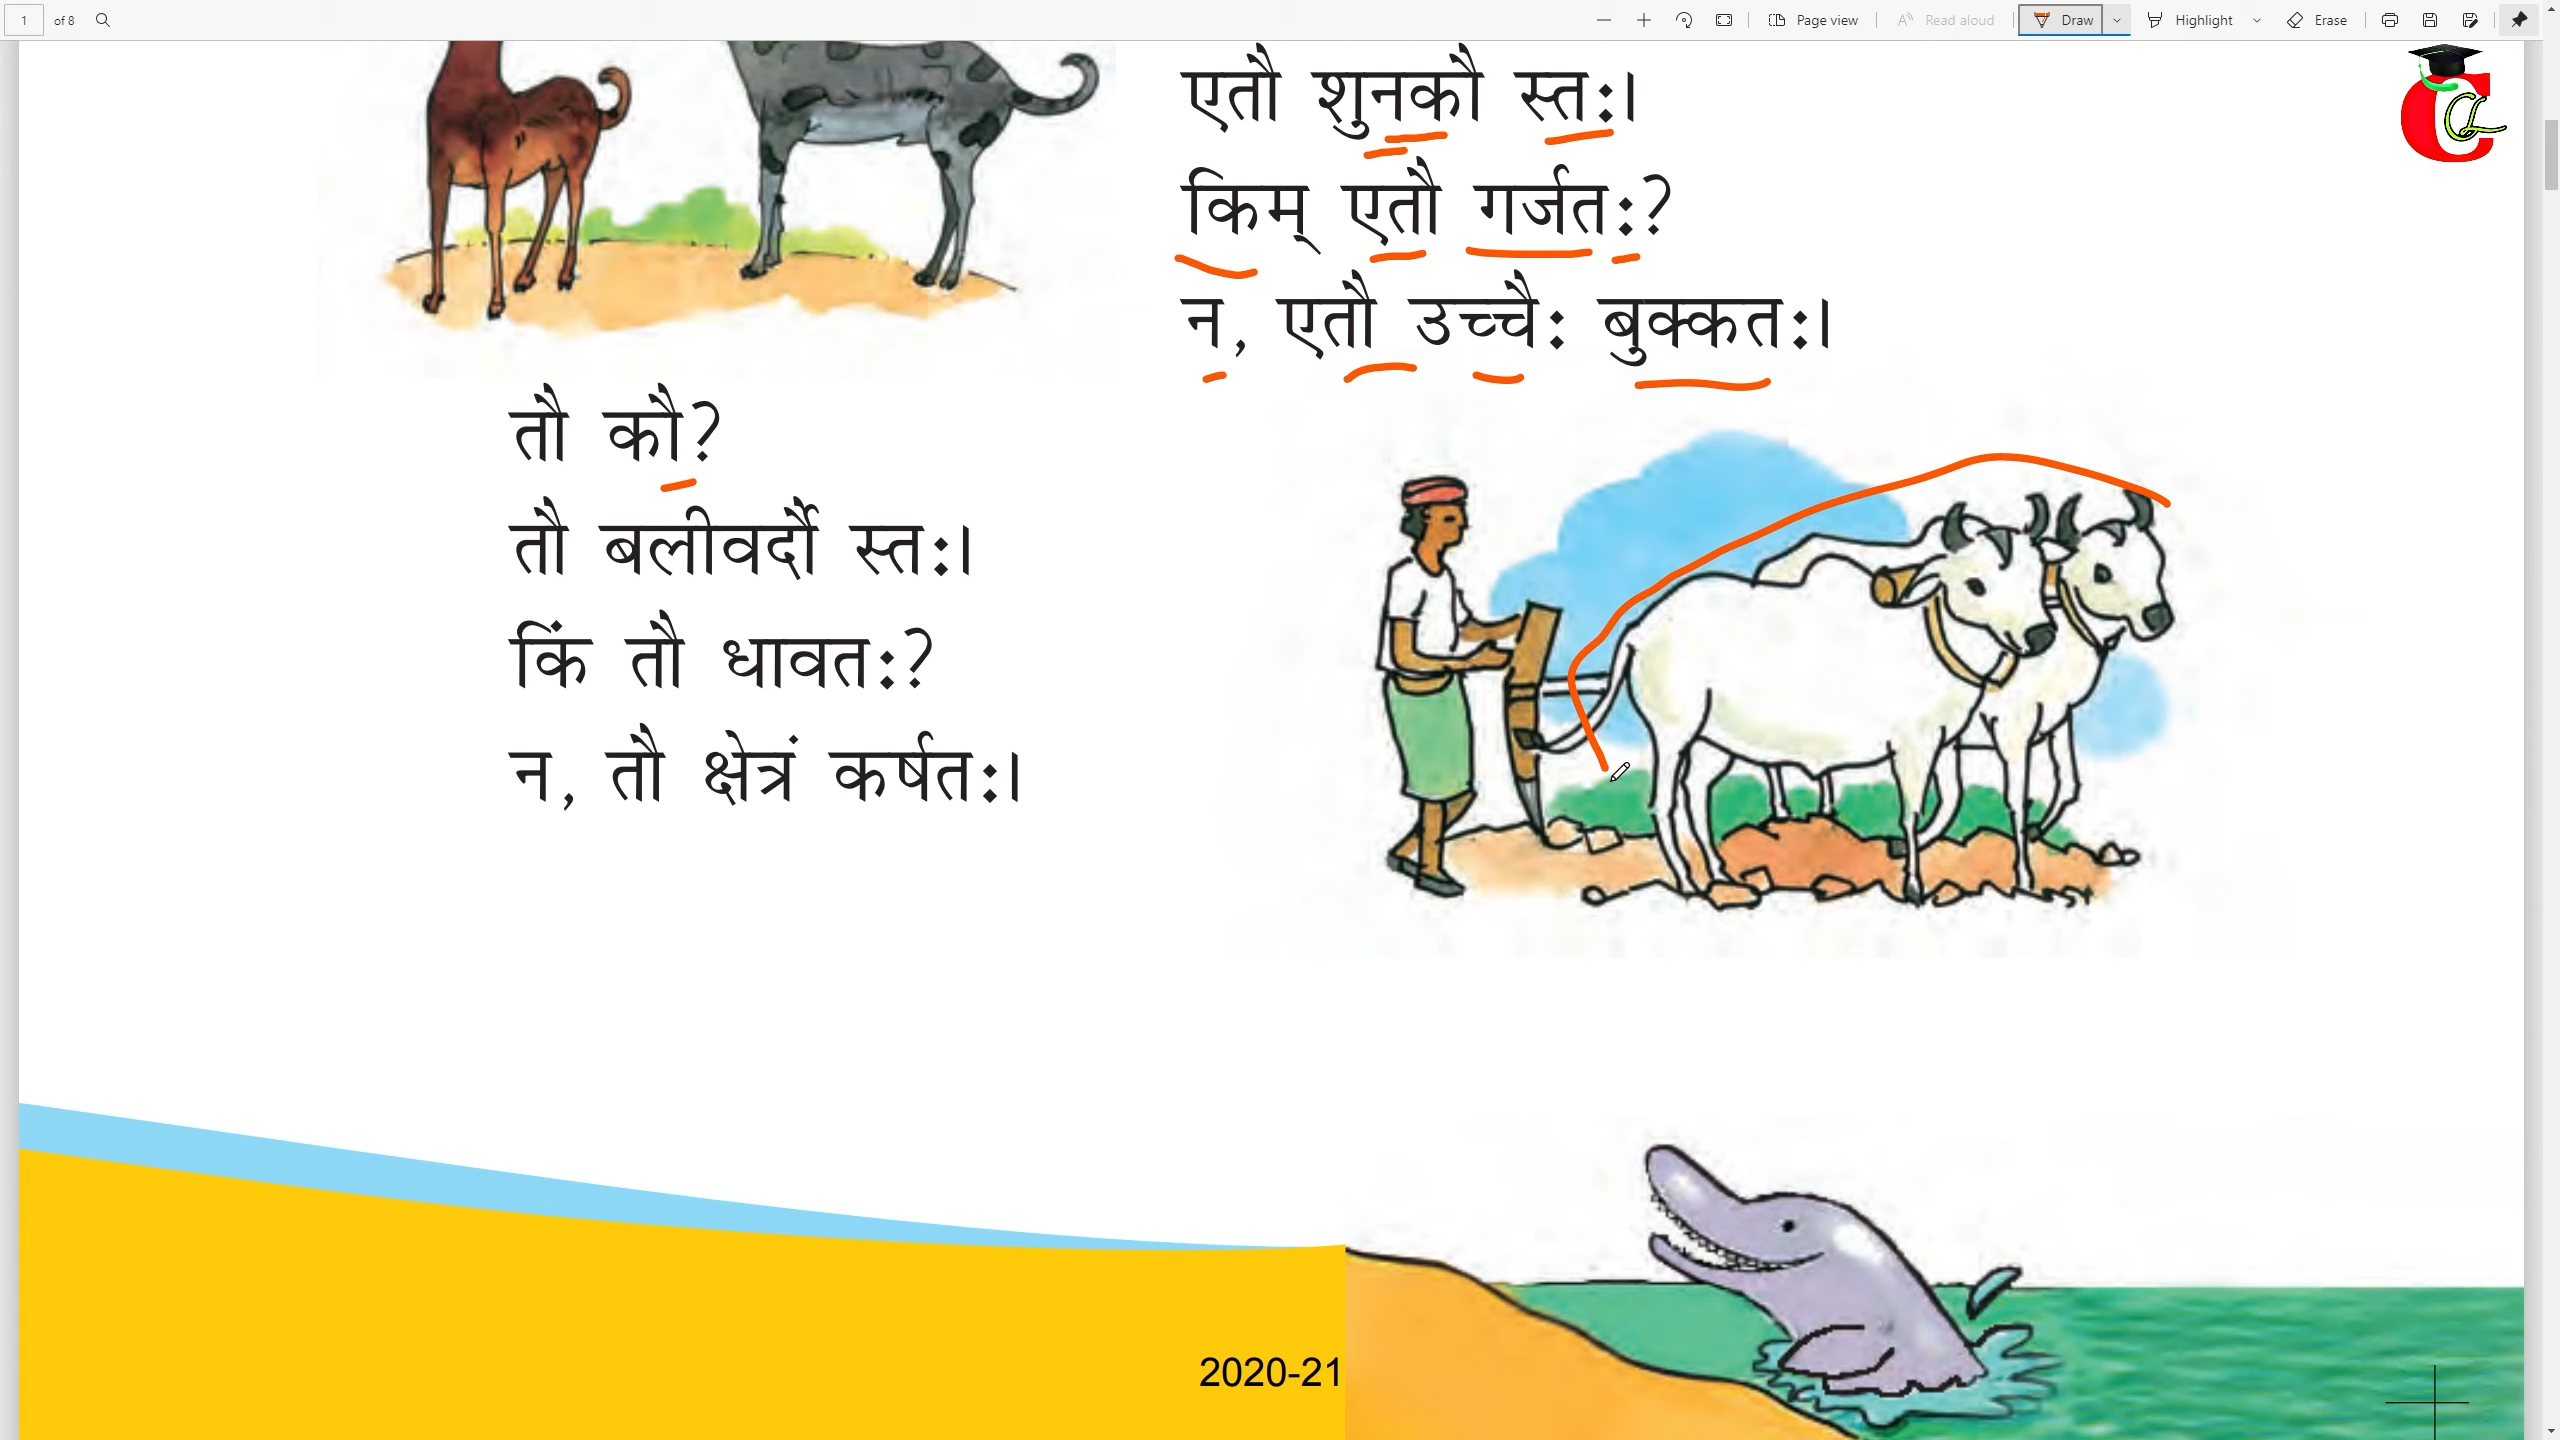 1 of 8 Page view Read aloud Draw Highlight Erase
एतौ शुनकौ स्तः।
किम् एतौ गर्जतः?
न, एतौ उच्चैः बुक्कतः।
तौ कौ?
तौ बलीवर्दौ स्तः।
किं तौ धावतः?
न, तौ क्षेत्रं कर्षतः।
2020-21